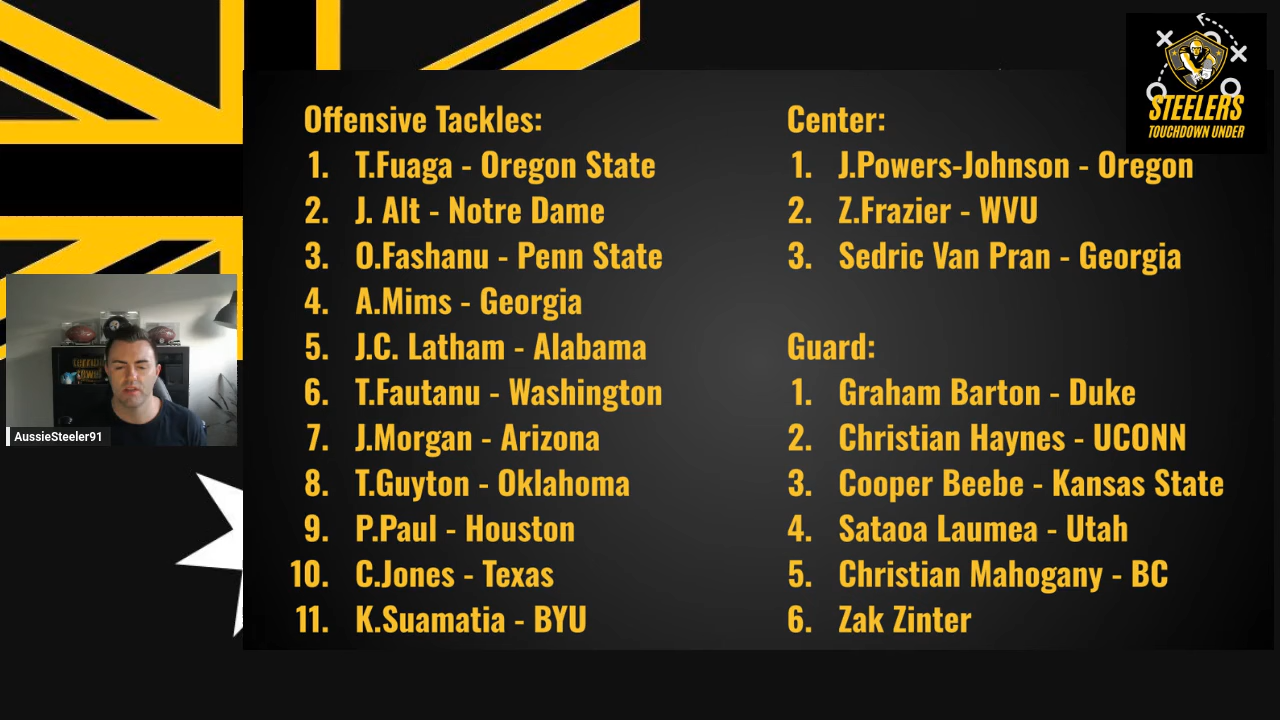 Offensive Tackles:
1. T.Fuaga - Oregon State
2. J. Alt - Notre Dame
3. O.Fashanu - Penn State
4. A.Mims - Georgia
5. J.C. Latham - Alabama
6. T.Fautanu - Washington
7. J.Morgan - Arizona
8. T.Guyton - Oklahoma
9. P.Paul - Houston
10. C.Jones - Texas
11. K.Suamatia - BYU
Center:
1. J.Powers-Johnson - Oregon
2. Z.Frazier - WVU
3. Sedric Van Pran - Georgia
Guard:
1. Graham Barton - Duke
2. Christian Haynes - UCONN
3. Cooper Beebe - Kansas State
4. Sataoa Laumea - Utah
5. Christian Mahogany - BC
6. Zak Zinter
STEELERS
TOUCHDOWN UNDER
AussieSteeler91